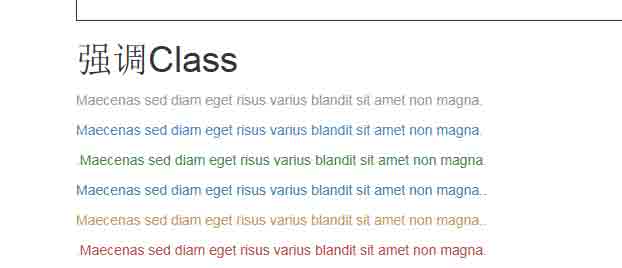 强调Class
Maecenas sed diam eget risus varius blandit sit amet non magna.
Maecenas sed diam eget risus varius blandit sit amet non magna.
.Maecenas sed diam eget risus varius blandit sit amet non magna.
Maecenas sed diam eget risus varius blandit sit amet non magna..
Maecenas sed diam eget risus varius blandit sit amet non magna..
.Maecenas sed diam eget risus varius blandit sit amet non magna.